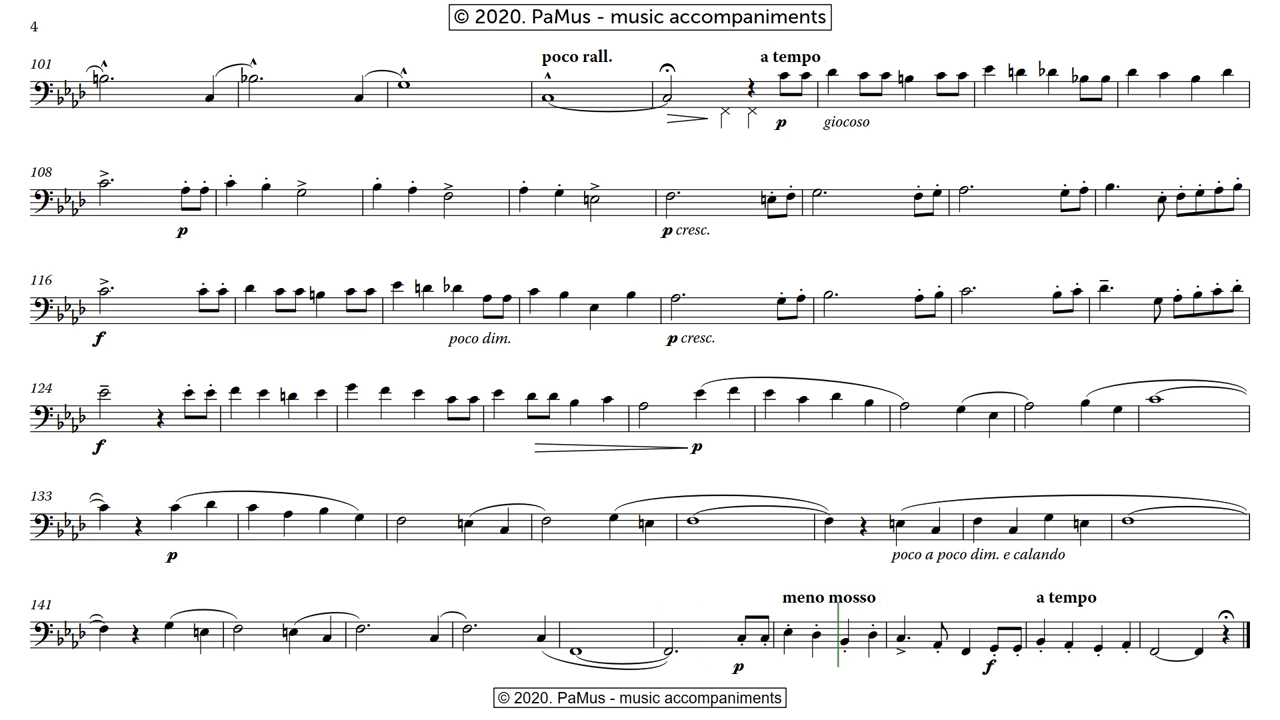 © 2020. PaMus - music accompaniments
4
101
poco rall.
a tempo
p
giocoso
108
p
p cresc.
116
f
poco dim.
p cresc.
124
f
p
133
p
poco a poco dim. e calando
141
meno mosso
a tempo
p
f
© 2020. PaMus - music accompaniments